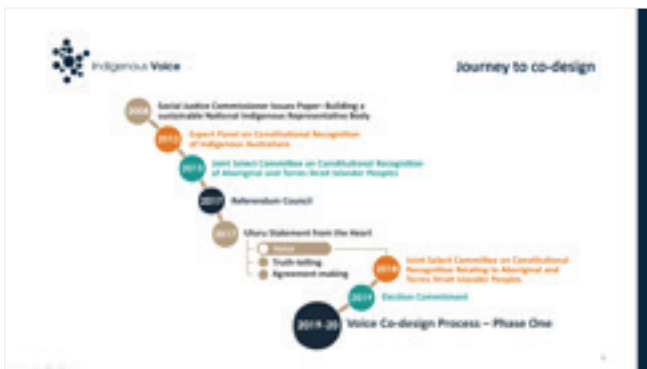 Indigenous Voice
Journey to co-design
2008
Social Justice Commissioner Issues Paper: Building a
sustainable National Indigenous Representative Body
2012
Expert Panel on Constitutional Recognition
of Indigenous Australians
2015
Joint Select Committee on Constitutional Recognition
of Aboriginal and Torres Strait Islander Peoples
2017
Referendum Council
2017
Uluru Statement from the Heart
Voice
Truth-telling
Agreement making
2018
Joint Select Committee on Constitutional
Recognition Relating to Aboriginal and
Torres Strait Islander Peoples
2019
Election Commitment
2019-20
Voice Co-design Process – Phase One